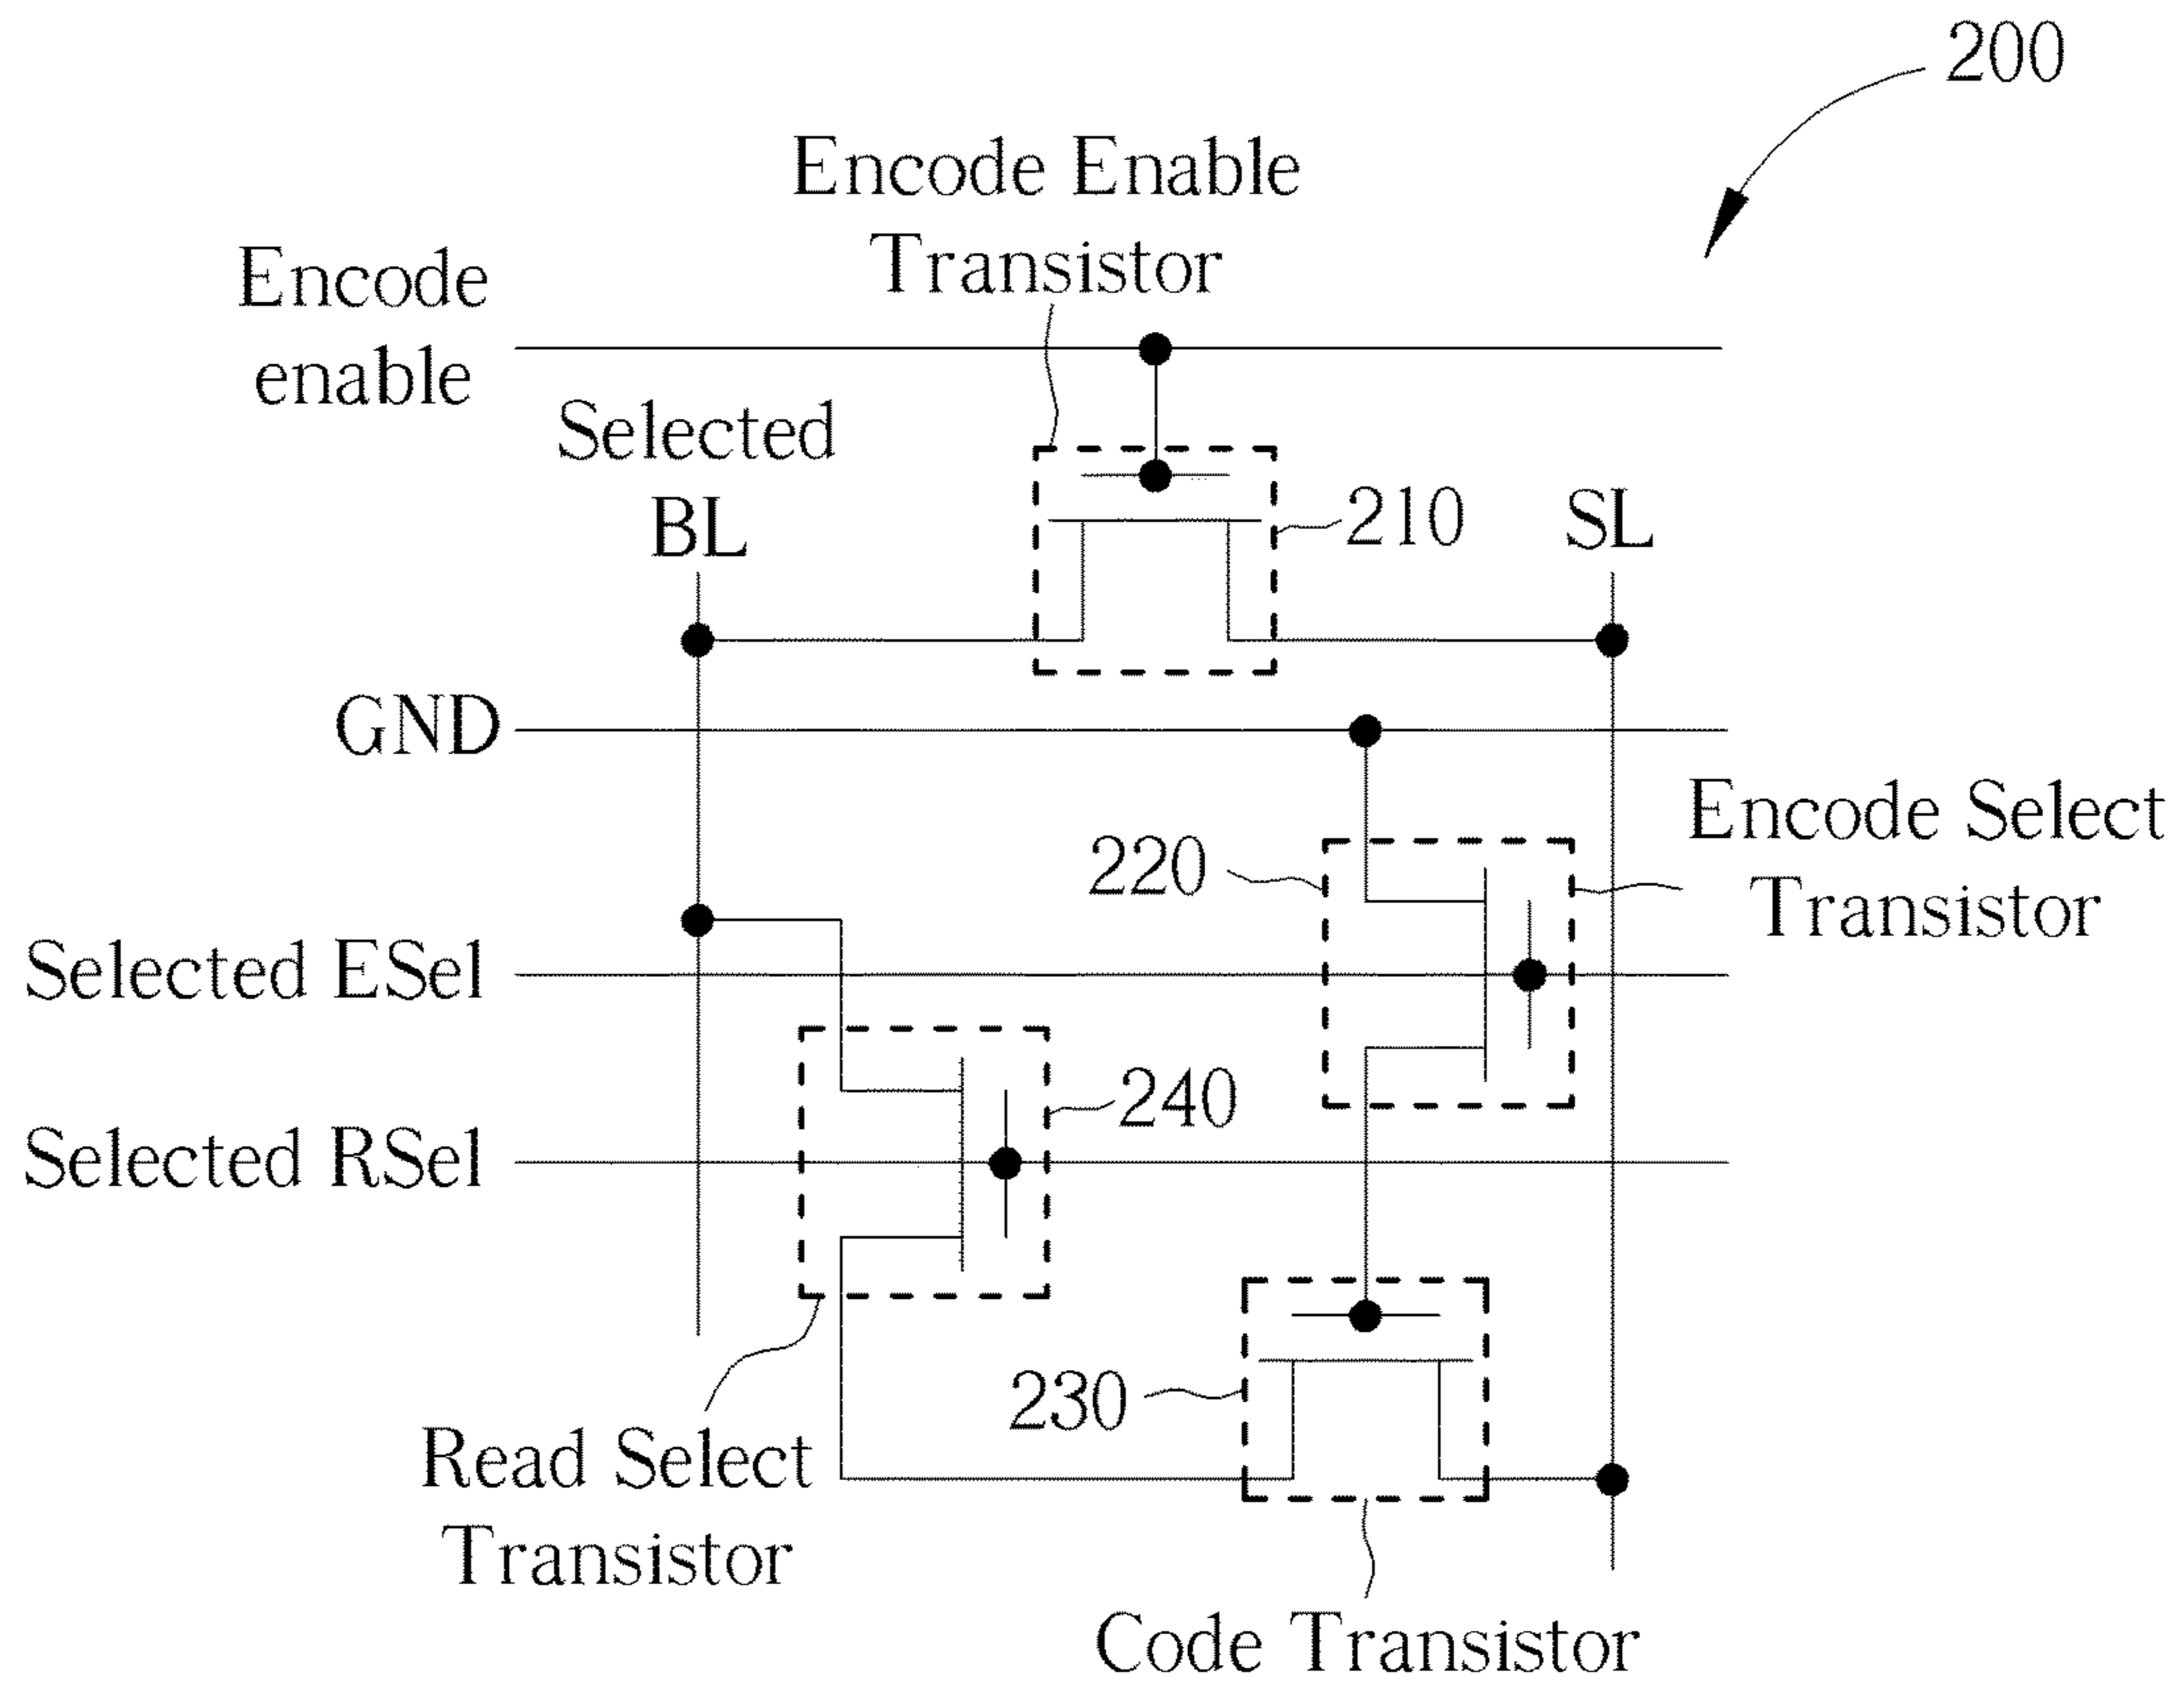 200
Encode Enable
Transistor
Encode
enable
Selected
BL
210
SL
GND
Encode Select
Transistor
220
Selected ESel
240
Selected RSel
230
Read Select
Transistor
Code Transistor